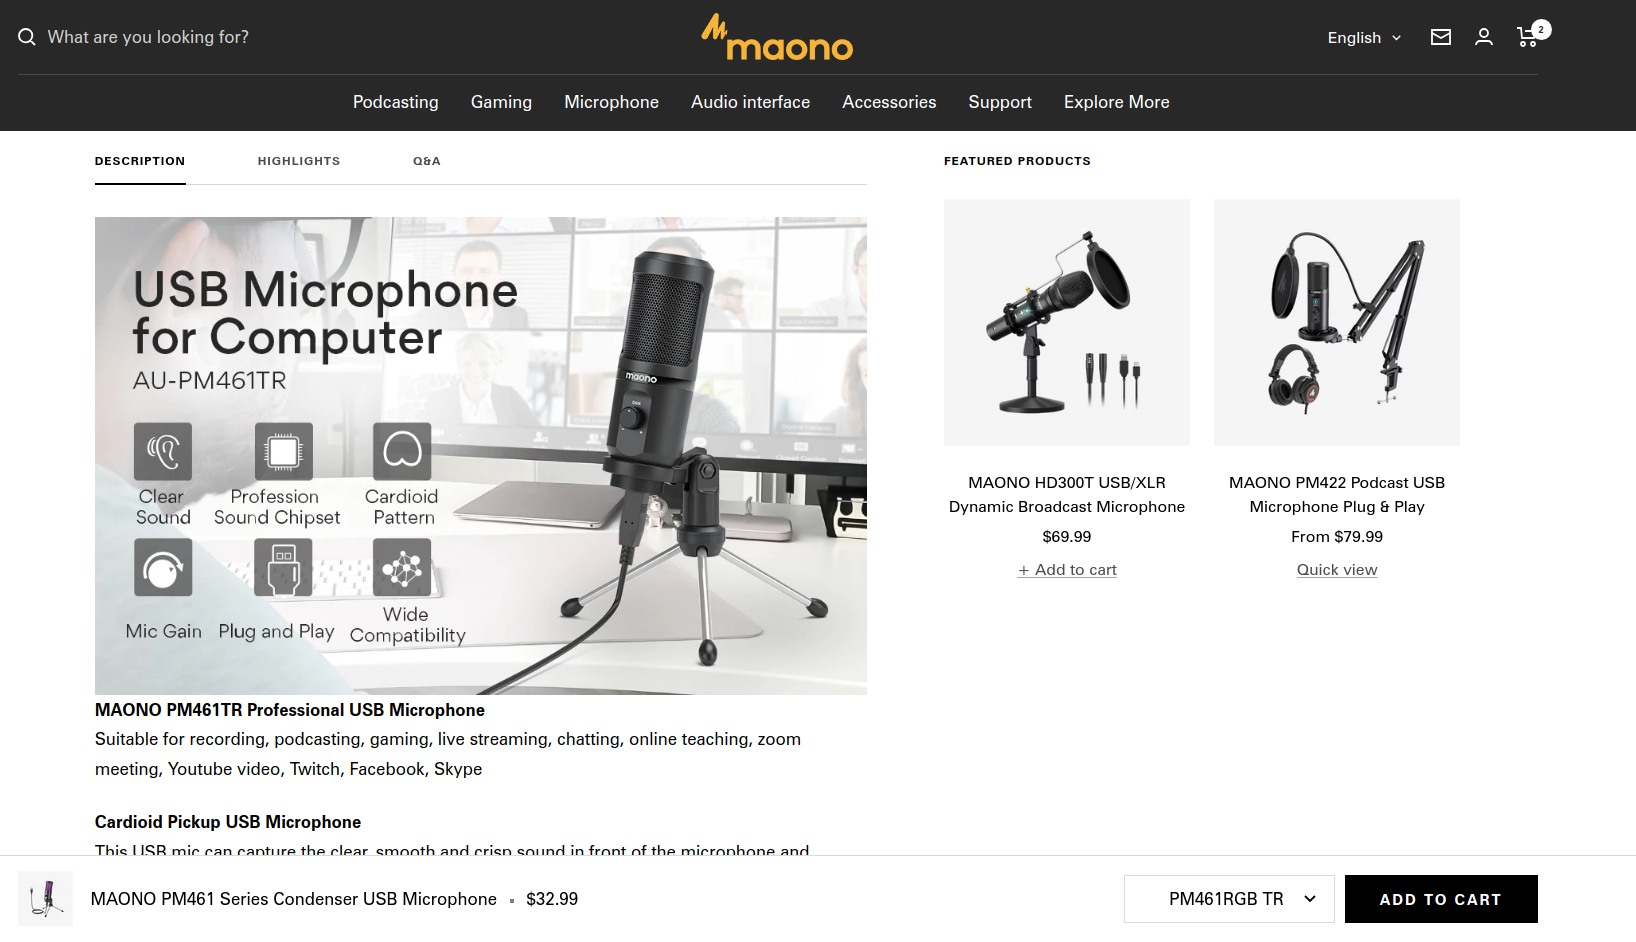 What are you looking for?
maono
English
2
Podcasting
Gaming
Microphone
Audio interface
Accessories
Support
Explore More
DESCRIPTION
HIGHLIGHTS
Q&A
FEATURED PRODUCTS
USB Microphone
for Computer
AU-PM461TR
maono
GAIN
Clear
Sound
Profession
Sound Chipset
Cardioid
Pattern
Mic Gain
Plug and Play
Wide
Compatibility
MAONO HD300T USB/XLR
Dynamic Broadcast Microphone
$69.99
+ Add to cart
MAONO PM422 Podcast USB
Microphone Plug & Play
From $79.99
Quick view
MAONO PM461TR Professional USB Microphone
Suitable for recording, podcasting, gaming, live streaming, chatting, online teaching, zoom
meeting, Youtube video, Twitch, Facebook, Skype
Cardioid Pickup USB Microphone
This USB mic can capture the clear, smooth and crisp sound in front of the microphone and
MAONO PM461 Series Condenser USB Microphone
$32.99
PM461RGB TR
ADD TO CART